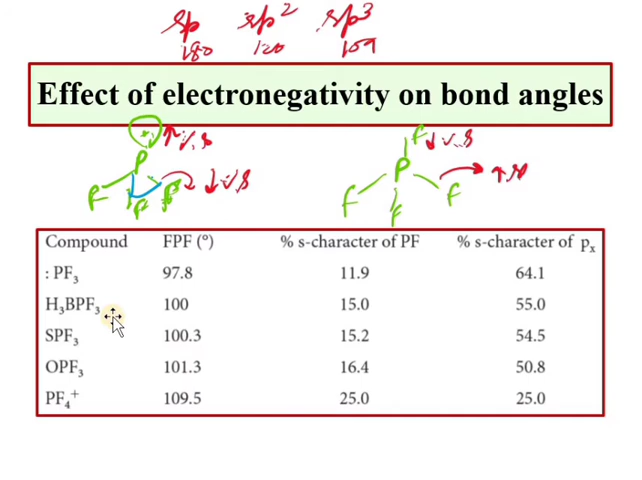 sp sp² sp³
180 120 109
Effect of electronegativity on bond angles
↑ %S
P
F F F
↓ %S
F
↓ %S
P
F F F
↑ %S
Compound FPF (°) % s-character of PF % s-character of pₓ
: PF₃ 97.8 11.9 64.1
H₃BPF₃ 100 15.0 55.0
SPF₃ 100.3 15.2 54.5
OPF₃ 101.3 16.4 50.8
PF₄⁺ 109.5 25.0 25.0